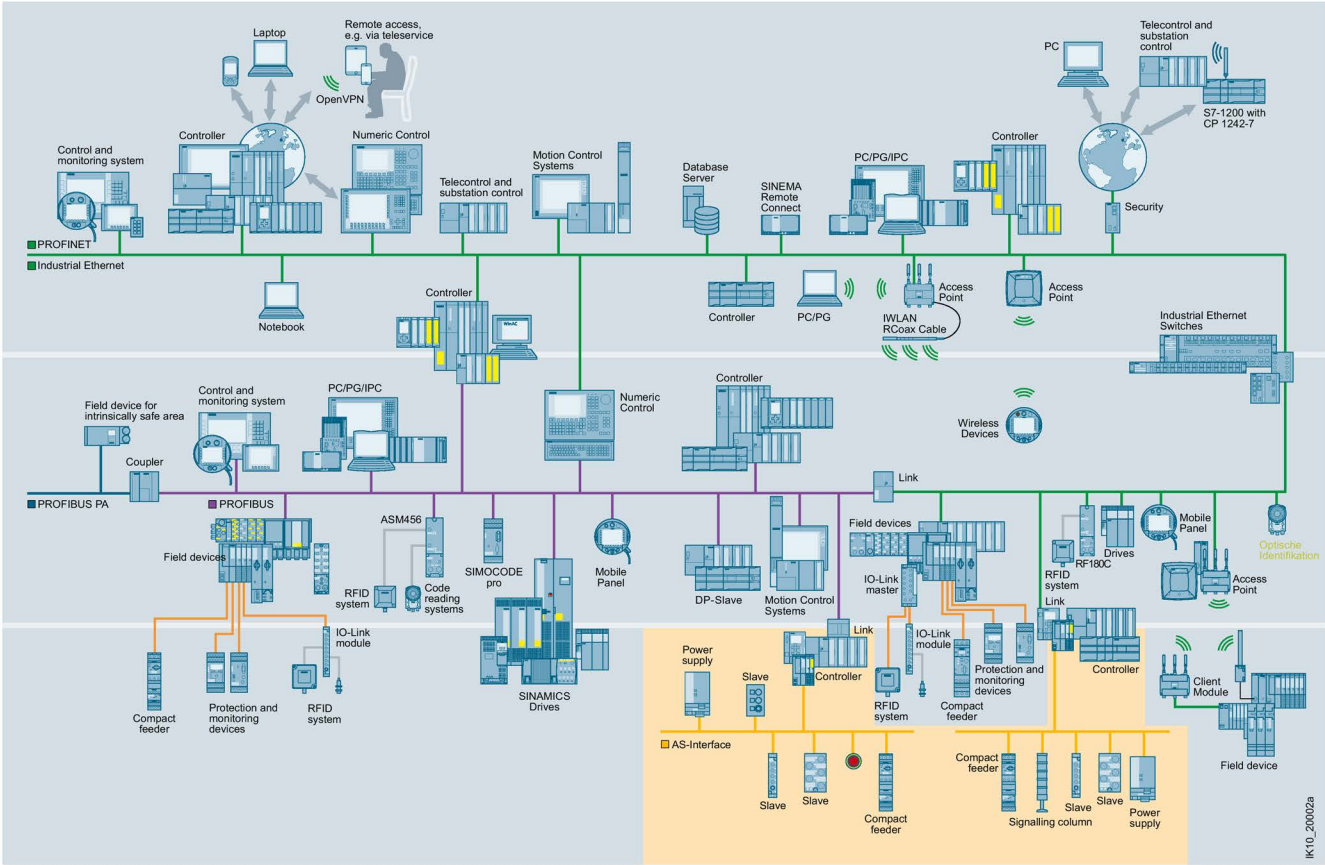 Laptop
Remote access,
e.g. via teleservice
OpenVPN
PC
Telecontrol and
substation
control
S7-1200 with
CP 1242-7
Control and
monitoring system
Controller
Numeric Control
Telecontrol and
substation control
Motion Control
Systems
Database
Server
SINEMA
Remote
Connect
PC/PG/IPC
Controller
Security
PROFINET
Industrial Ethernet
Notebook
Controller
WinAC
Controller
PC/PG
Access
Point
IWLAN
RCoax Cable
Access
Point
Industrial Ethernet
Switches
Field device for
intrinsically safe area
Control and
monitoring system
PC/PG/IPC
Numeric
Control
Controller
Wireless
Devices
Coupler
Link
PROFIBUS PA
PROFIBUS
Field devices
ASM456
RFID
system
Code
reading
systems
SIMOCODE
pro
Mobile
Panel
DP-Slave
Motion Control
Systems
Field devices
IO-Link
master
RFID
system
RF180C
Drives
Mobile
Panel
Access
Point
Optische
Identifikation
Compact
feeder
Protection and
monitoring
devices
IO-Link
module
RFID
system
SINAMICS
Drives
Link
Controller
Power
supply
Slave
RFID
system
IO-Link
module
Compact
feeder
Protection and
monitoring
devices
Link
Controller
Client
Module
Field device
AS-Interface
Slave
Slave
Compact
feeder
Compact
feeder
Signalling column
Slave
Slave
Power
supply
IK10_20002a